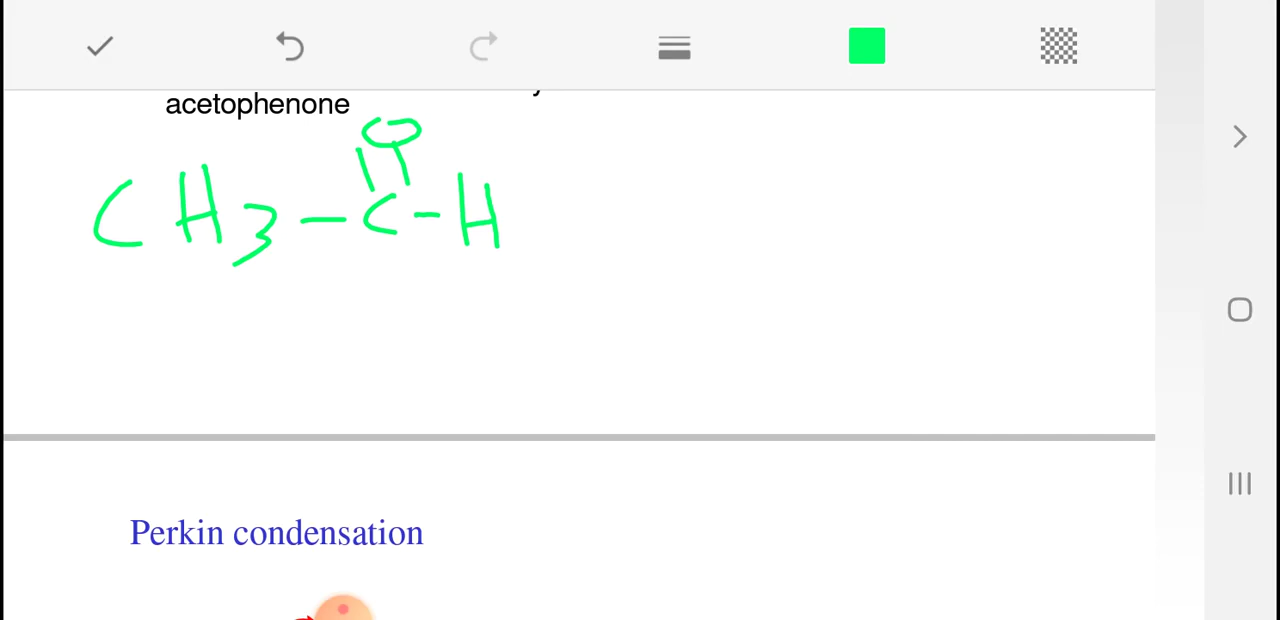 acetophenone
O
CH3-C-H
Perkin condensation